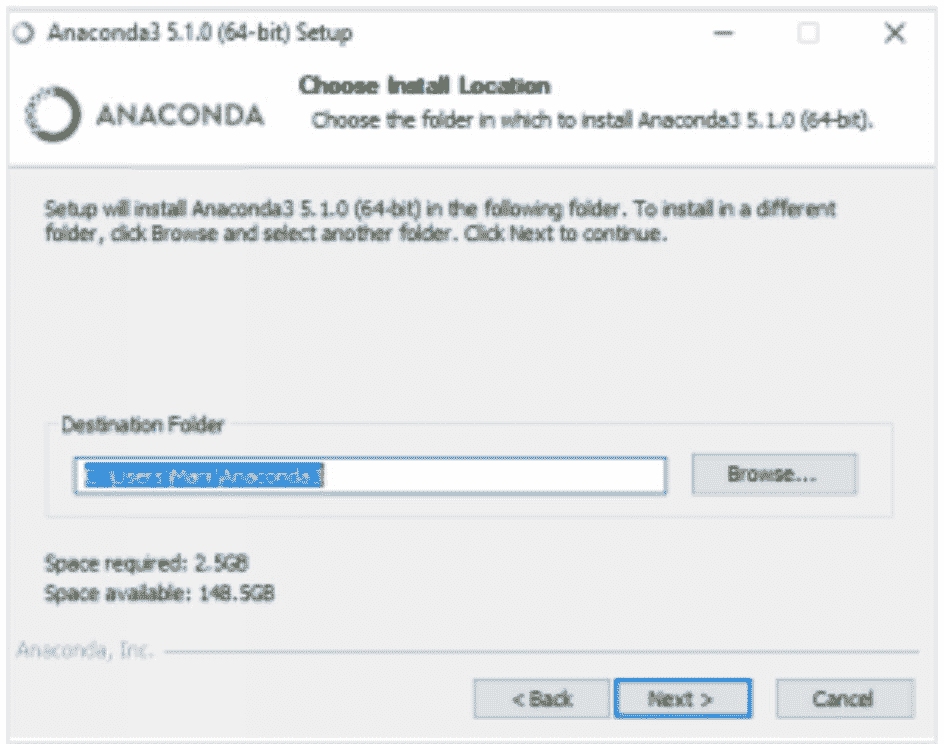 Anaconda3 5.1.0 (64-bit) Setup
ANACONDA
Choose Install Location
Choose the folder in which to install Anaconda3 5.1.0 (64-bit).
Setup will install Anaconda3 5.1.0 (64-bit) in the following folder. To install in a different
folder, click Browse and select another folder. Click Next to continue.
Destination Folder
Users Anaconda
Browse...
Space required: 2.5GB
Space available: 148.5GB
Anaconda, Inc.
< Back
Next >
Cancel